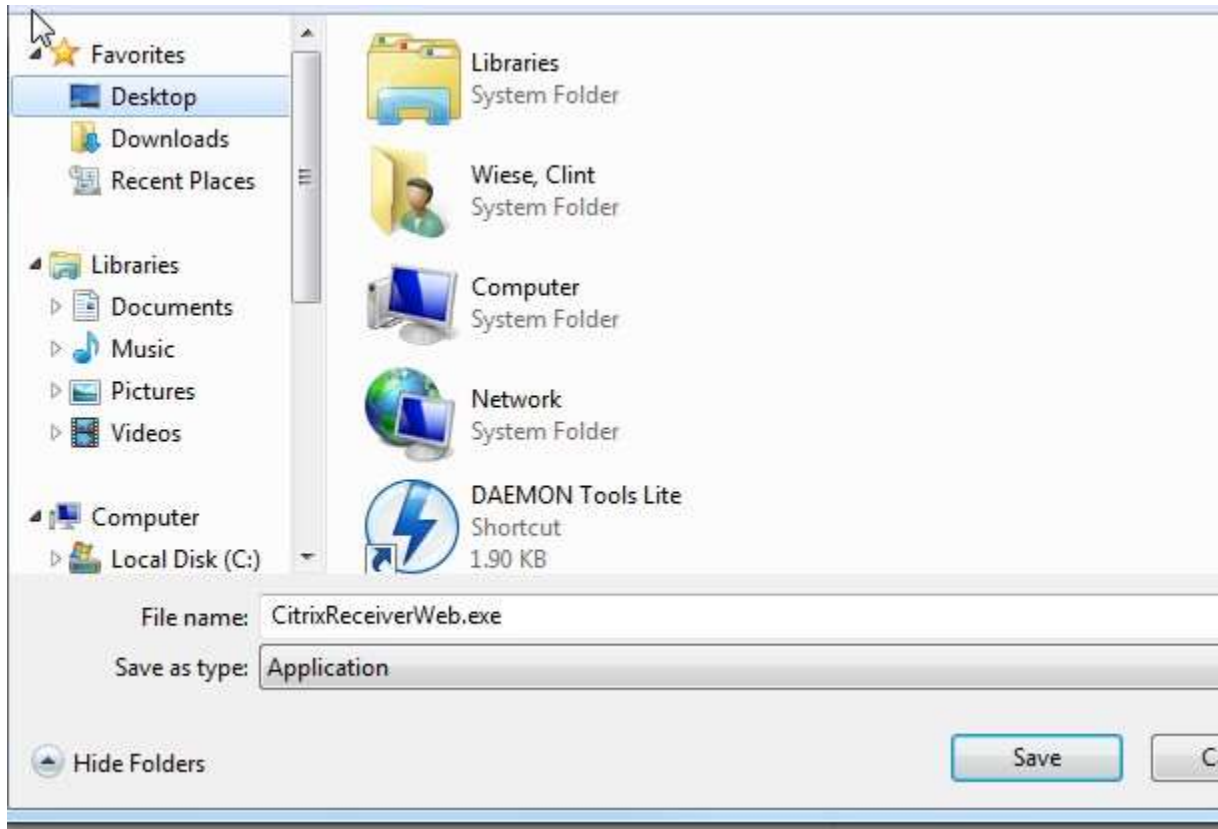 Favorites
Desktop
Downloads
Recent Places
Libraries
Documents
Music
Pictures
Videos
Computer
Local Disk (C:)
Libraries
System Folder
Wiese, Clint
System Folder
Computer
System Folder
Network
System Folder
DAEMON Tools Lite
Shortcut
1.90 KB
File name: CitrixReceiverWeb.exe
Save as type: Application
Hide Folders
Save